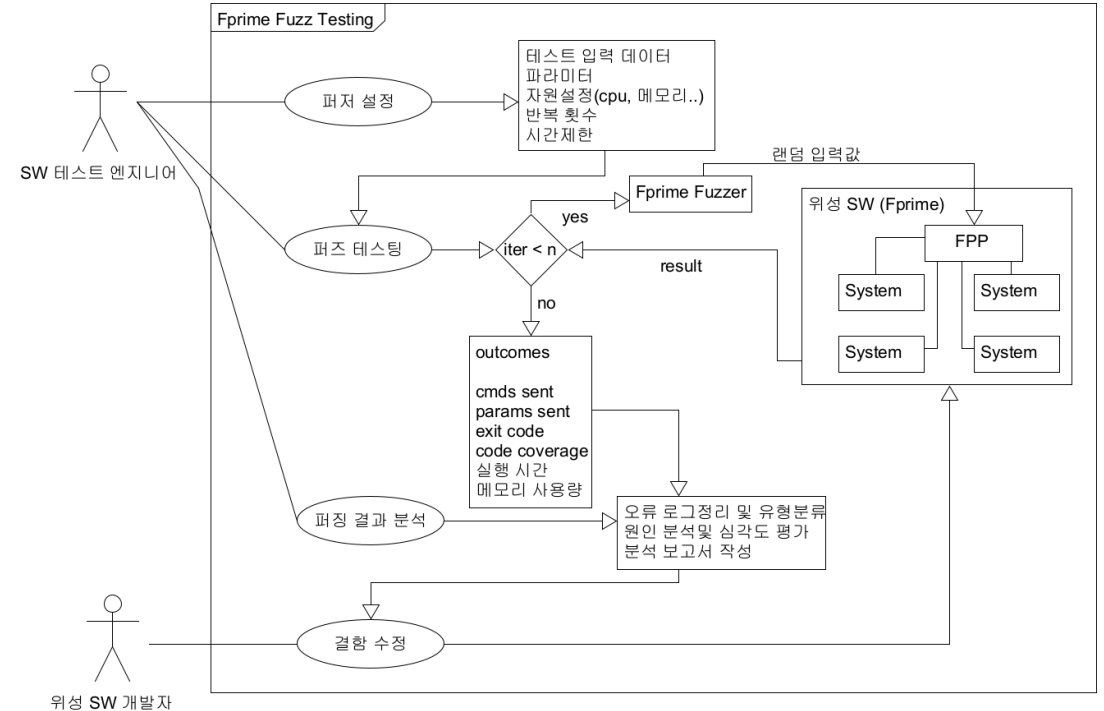 Fprime Fuzz Testing
테스트 입력 데이터
파라미터
자원설정(cpu, 메모리..)
반복 횟수
시간제한
퍼저 설정
SW 테스트 엔지니어
랜덤 입력값
Fprime Fuzzer
위성 SW (Fprime)
yes
FPP
퍼즈 테스팅
iter < n
result
System
System
no
System
System
outcomes
cmds sent
params sent
exit code
code coverage
실행 시간
메모리 사용량
퍼징 결과 분석
오류 로그정리 및 유형분류
원인 분석및 심각도 평가
분석 보고서 작성
결함 수정
위성 SW 개발자